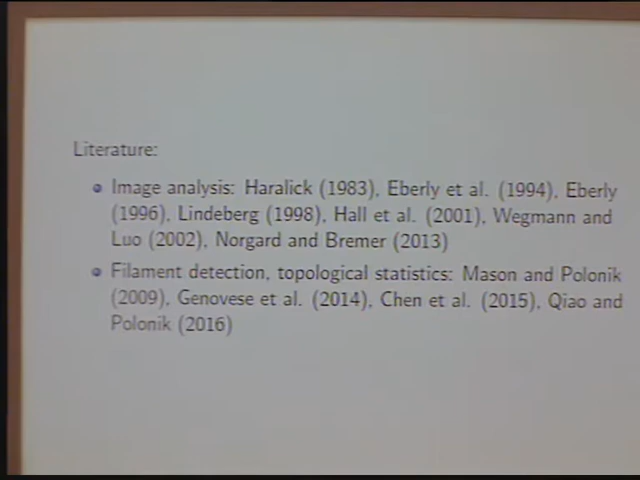 Literature:
Image analysis: Haralick (1983), Eberly et al. (1994), Eberly
(1996), Lindeberg (1998), Hall et al. (2001), Wegmann and
Luo (2002), Norgard and Bremer (2013)
Filament detection, topological statistics: Mason and Polonik
(2009), Genovese et al. (2014), Chen et al. (2015), Qiao and
Polonik (2016)